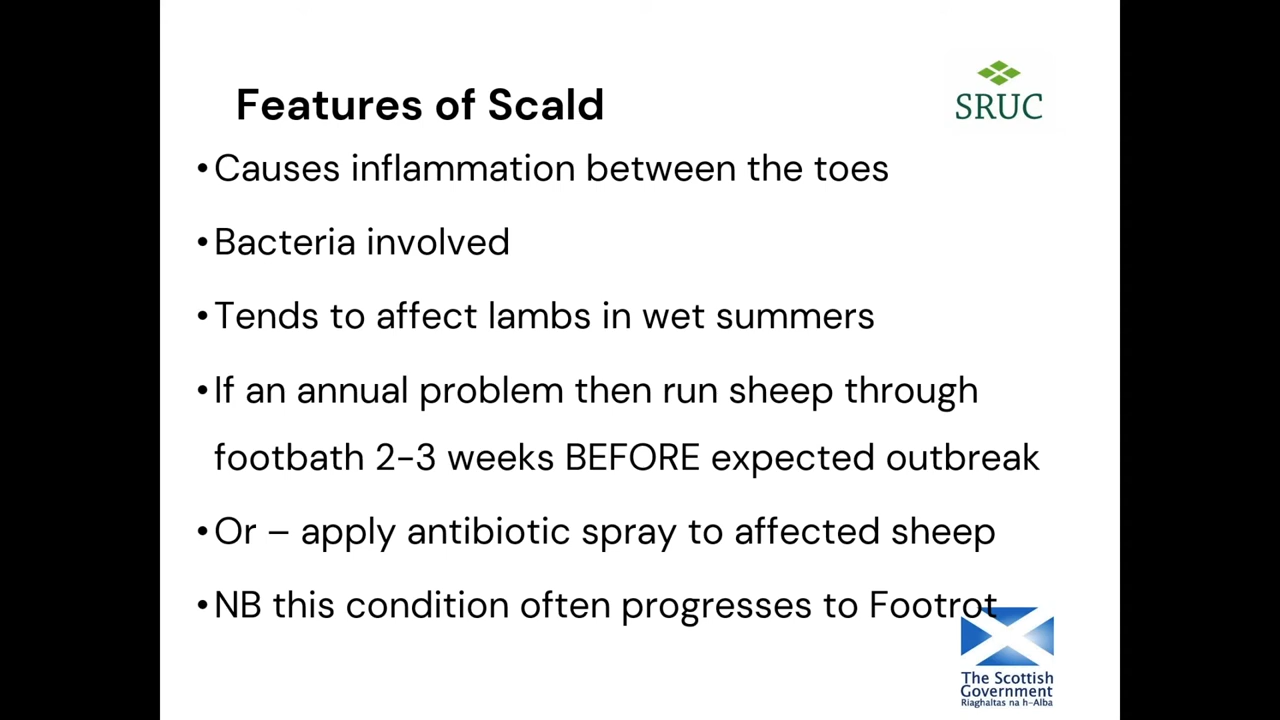 Features of Scald
SRUC
•Causes inflammation between the toes
•Bacteria involved
•Tends to affect lambs in wet summers
•If an annual problem then run sheep through
footbath 2-3 weeks BEFORE expected outbreak
•Or – apply antibiotic spray to affected sheep
•NB this condition often progresses to Footrot
The Scottish
Government
Riaghaltas na h-Alba